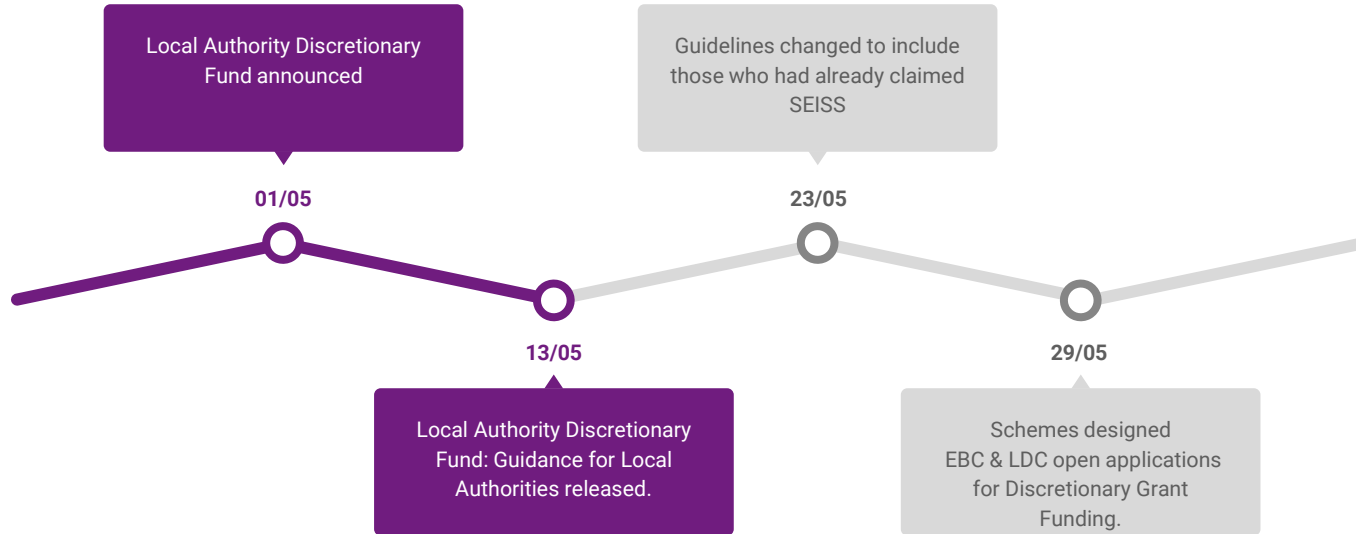 Local Authority Discretionary
Fund announced
01/05
13/05
Local Authority Discretionary
Fund: Guidance for Local
Authorities released.
Guidelines changed to include
those who had already claimed
SEISS
23/05
29/05
Schemes designed
EBC & LDC open applications
for Discretionary Grant
Funding.